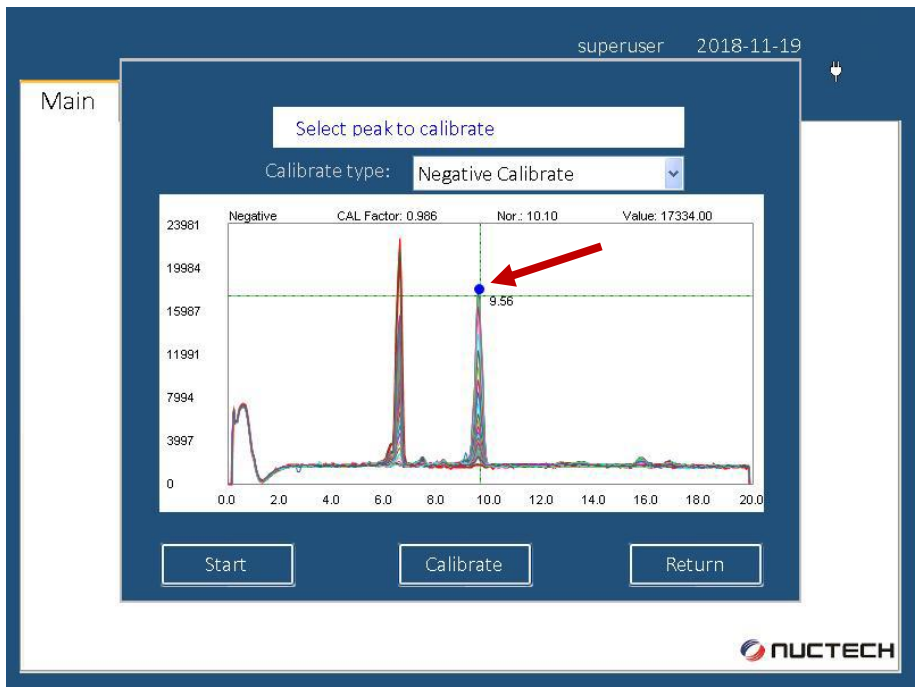 superuser 2018-11-19
Main
Select peak to calibrate
Calibrate type: Negative Calibrate
Negative CAL Factor: 0.986 Nor.: 10.10 Value: 17334.00
23981
19984
9.56
15987
11991
7994
3997
0
0.0 2.0 4.0 6.0 8.0 10.0 12.0 14.0 16.0 18.0 20.0
Start Calibrate Return
NUCTECH